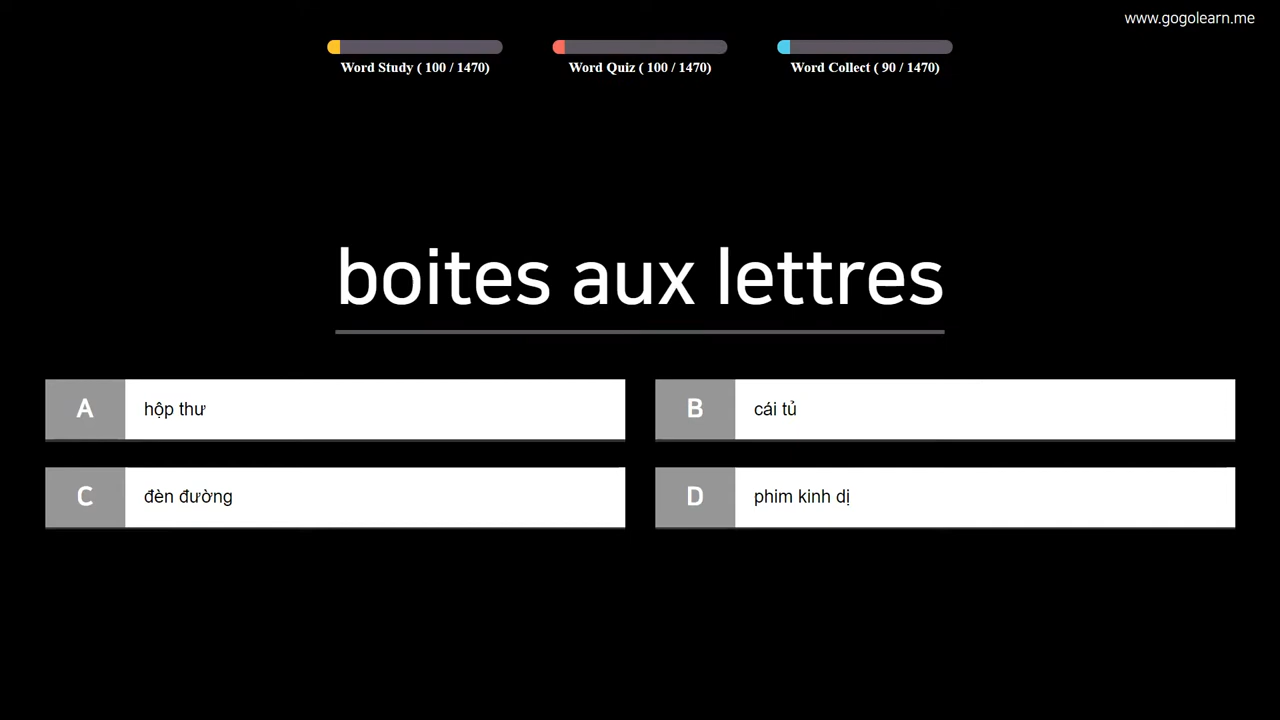 www.gogolearn.me
Word Study ( 100 / 1470) Word Quiz ( 100 / 1470) Word Collect ( 90 / 1470)
boites aux lettres
A hộp thư B cái tủ
C đèn đường D phim kinh dị